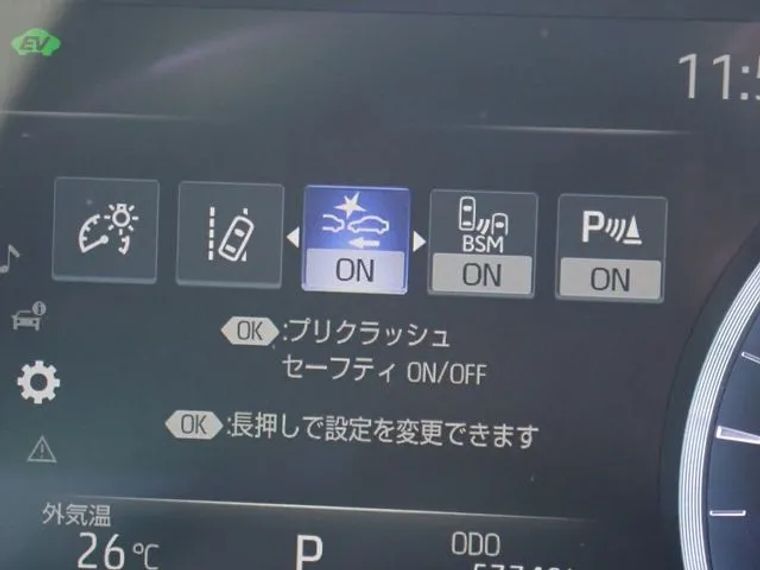 EV
BSM
P
ON
ON
ON
OK :プリクラッシュ
セーフティ ON/OFF
OK :長押しで設定を変更できます
外気温
26℃
P
ODO